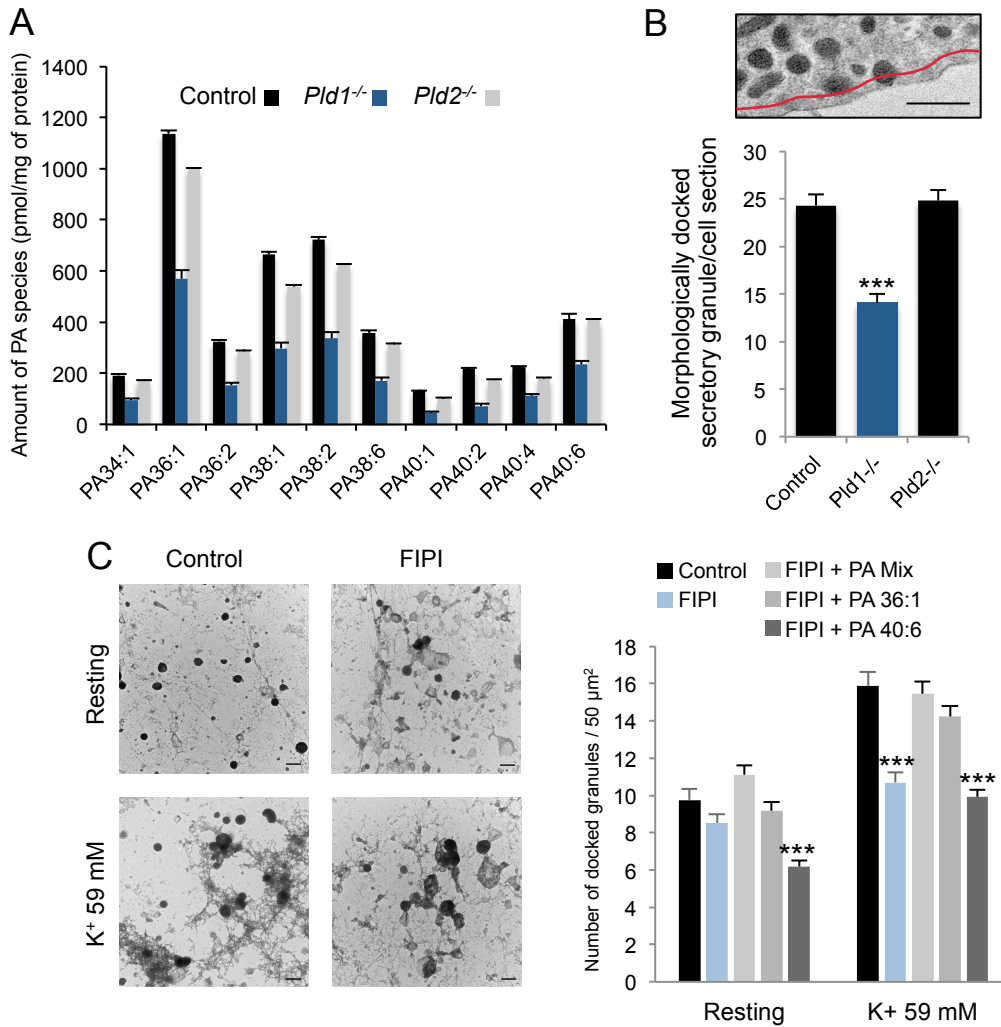 A
Amount of PA species (pmol/mg of protein)
1400
1200
1000
800
600
400
200
0
Control Pld1-/- Pld2-/-
PA34:1
PA36:1
PA36:2
PA38:1
PA38:2
PA38:6
PA40:1
PA40:2
PA40:4
PA40:6
B
Morphologically docked
secretory granule/cell section
30
25
20
15
10
5
0
***
Control
Pld1-/-
Pld2-/-
C
Control FIPI
Resting
K+ 59 mM
Control
FIPI
FIPI + PA Mix
FIPI + PA 36:1
FIPI + PA 40:6
Number of docked granules / 50 µm²
18
16
14
12
10
8
6
4
2
0
***
***
***
Resting
K+ 59 mM